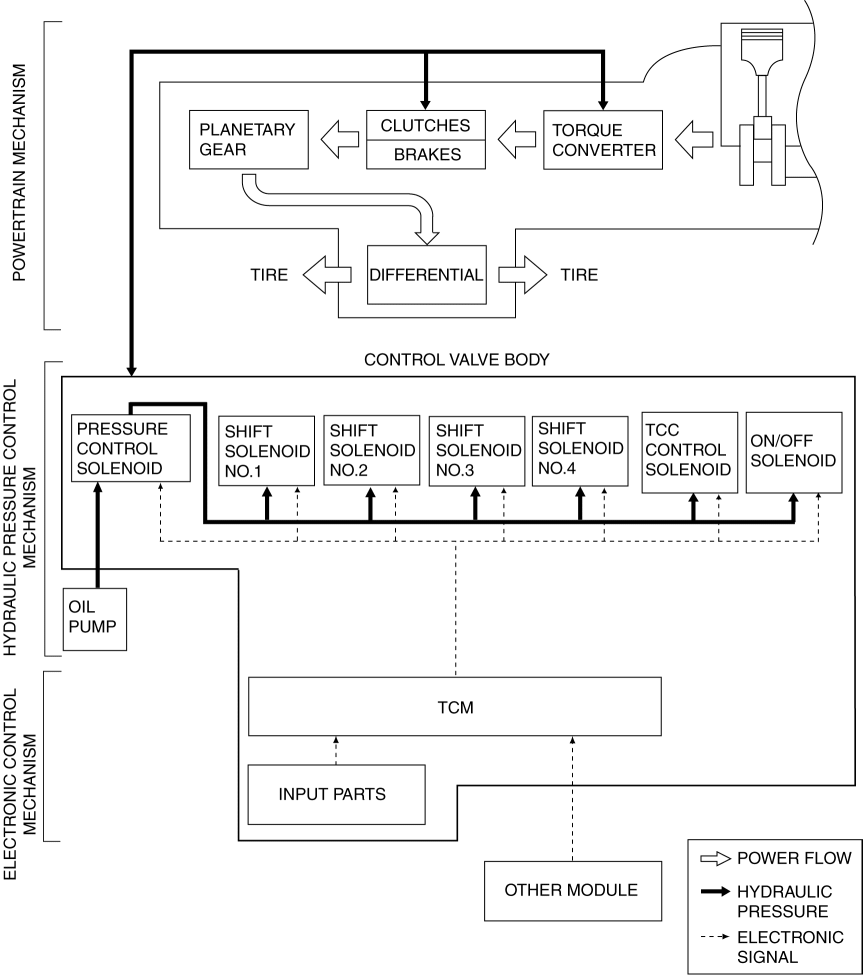 POWERTRAIN MECHANISM
PLANETARY
GEAR
CLUTCHES
BRAKES
TORQUE
CONVERTER
TIRE
DIFFERENTIAL
TIRE
HYDRAULIC PRESSURE CONTROL
MECHANISM
CONTROL VALVE BODY
PRESSURE
CONTROL
SOLENOID
SHIFT
SOLENOID
NO.1
SHIFT
SOLENOID
NO.2
SHIFT
SOLENOID
NO.3
SHIFT
SOLENOID
NO.4
TCC
CONTROL
SOLENOID
ON/OFF
SOLENOID
OIL
PUMP
ELECTRONIC CONTROL
MECHANISM
TCM
INPUT PARTS
OTHER MODULE
POWER FLOW
HYDRAULIC
PRESSURE
ELECTRONIC
SIGNAL